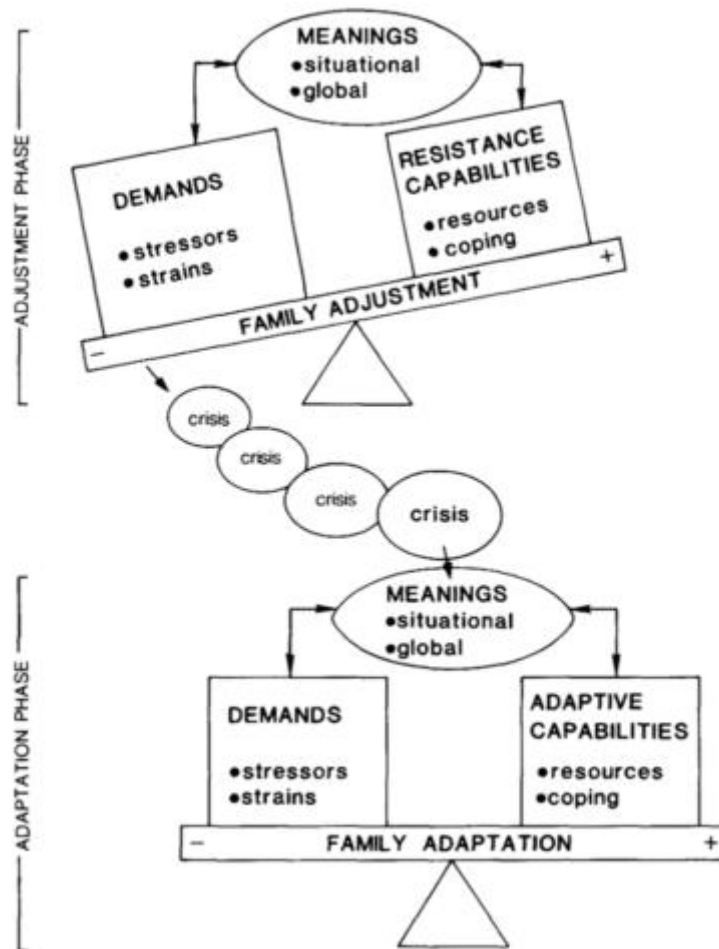 ADJUSTMENT PHASE
MEANINGS
•situational
•global
DEMANDS
•stressors
•strains
RESISTANCE
CAPABILITIES
•resources
•coping
- FAMILY ADJUSTMENT +
crisis
crisis
crisis
crisis
ADAPTATION PHASE
MEANINGS
•situational
•global
DEMANDS
•stressors
•strains
ADAPTIVE
CAPABILITIES
•resources
•coping
- FAMILY ADAPTATION +